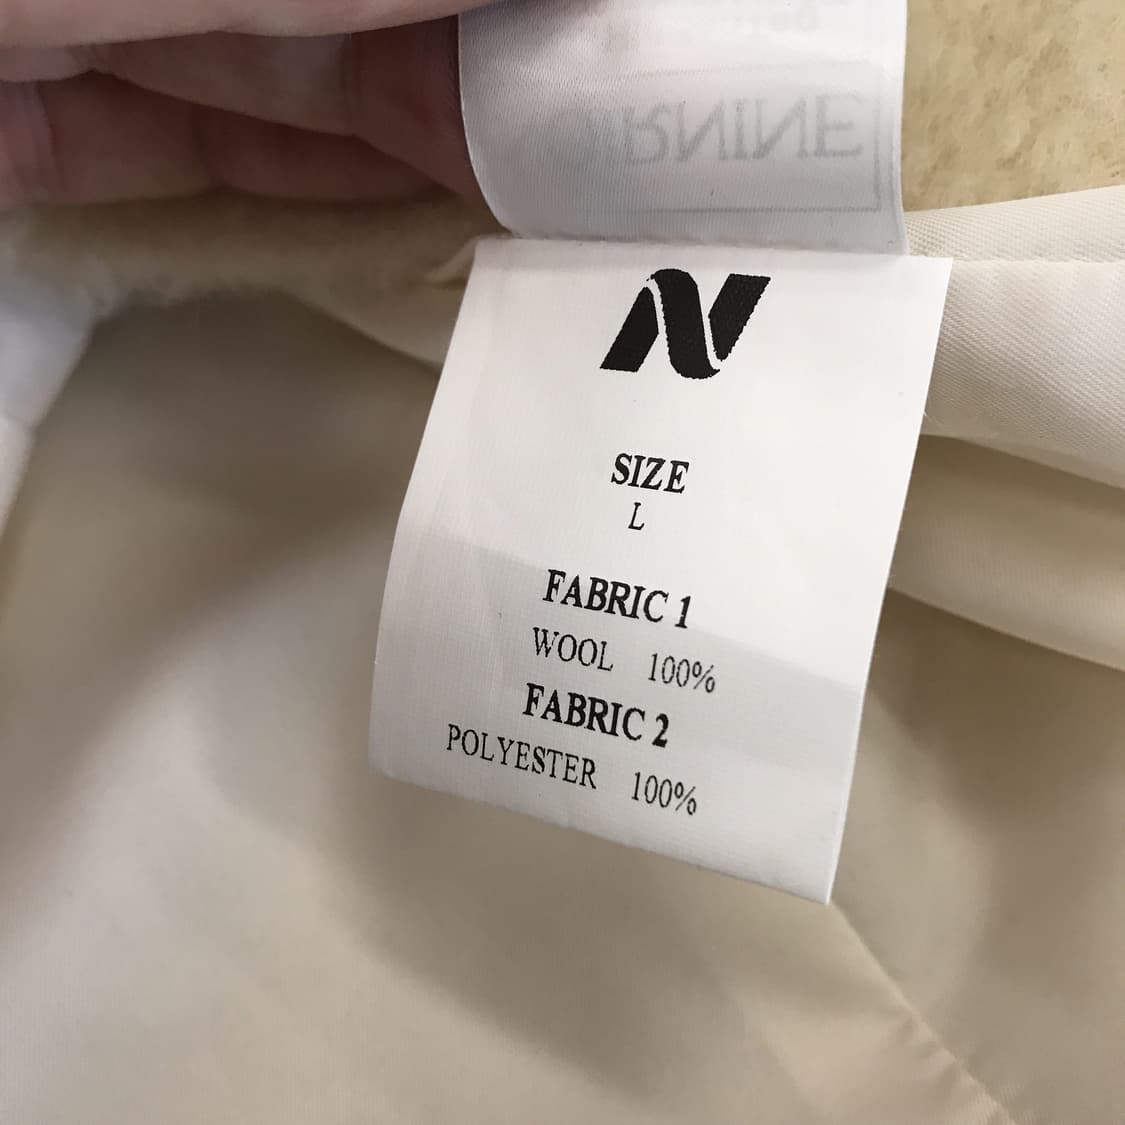 SIZE
L
FABRIC 1
WOOL 100%
FABRIC 2
POLYESTER 100%